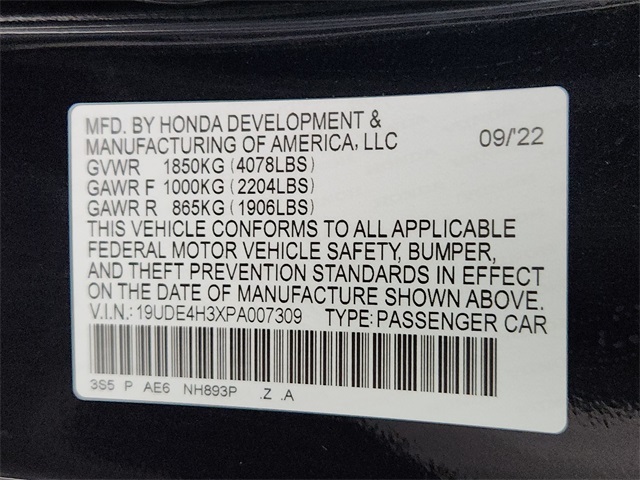 MFD. BY HONDA DEVELOPMENT &
MANUFACTURING OF AMERICA, LLC 09/'22
GVWR 1850KG (4078LBS)
GAWR F 1000KG (2204LBS)
GAWR R 865KG (1906LBS)
THIS VEHICLE CONFORMS TO ALL APPLICABLE
FEDERAL MOTOR VEHICLE SAFETY, BUMPER,
AND THEFT PREVENTION STANDARDS IN EFFECT
ON THE DATE OF MANUFACTURE SHOWN ABOVE.
V.I.N.: 19UDE4H3XPA007309 TYPE: PASSENGER CAR
3S5 P AE6 NH893P .Z .A